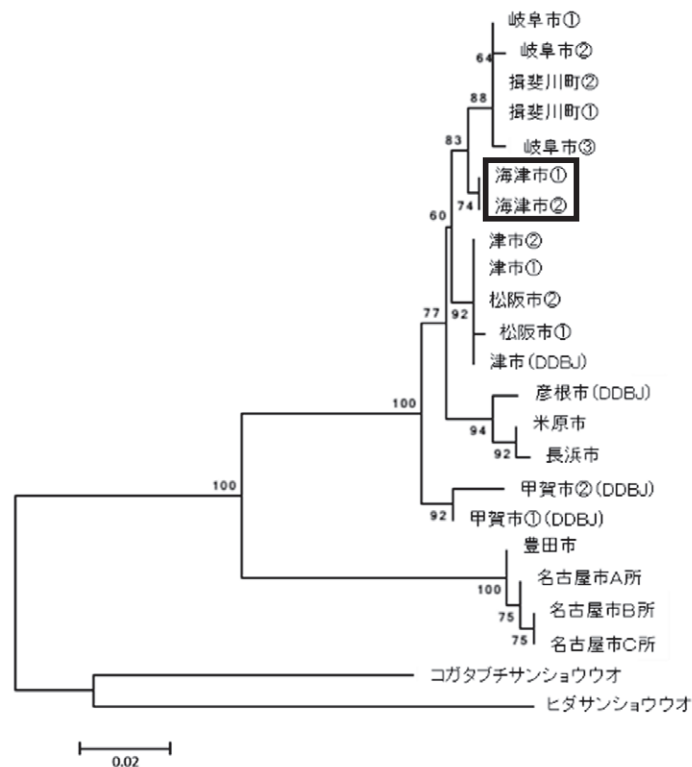 岐阜市①
64
岐阜市②
揖斐川町②
88
揖斐川町①
83
岐阜市③
海津市①
74
海津市②
60
津市②
津市①
松阪市②
77
92
松阪市①
津市(DDBJ)
彦根市(DDBJ)
100
94
米原市
92
長浜市
100
甲賀市②(DDBJ)
92
甲賀市①(DDBJ)
豊田市
名古屋市A所
100
75
名古屋市B所
75
名古屋市C所
コガタブチサンショウウオ
ヒダサンショウウオ
0.02